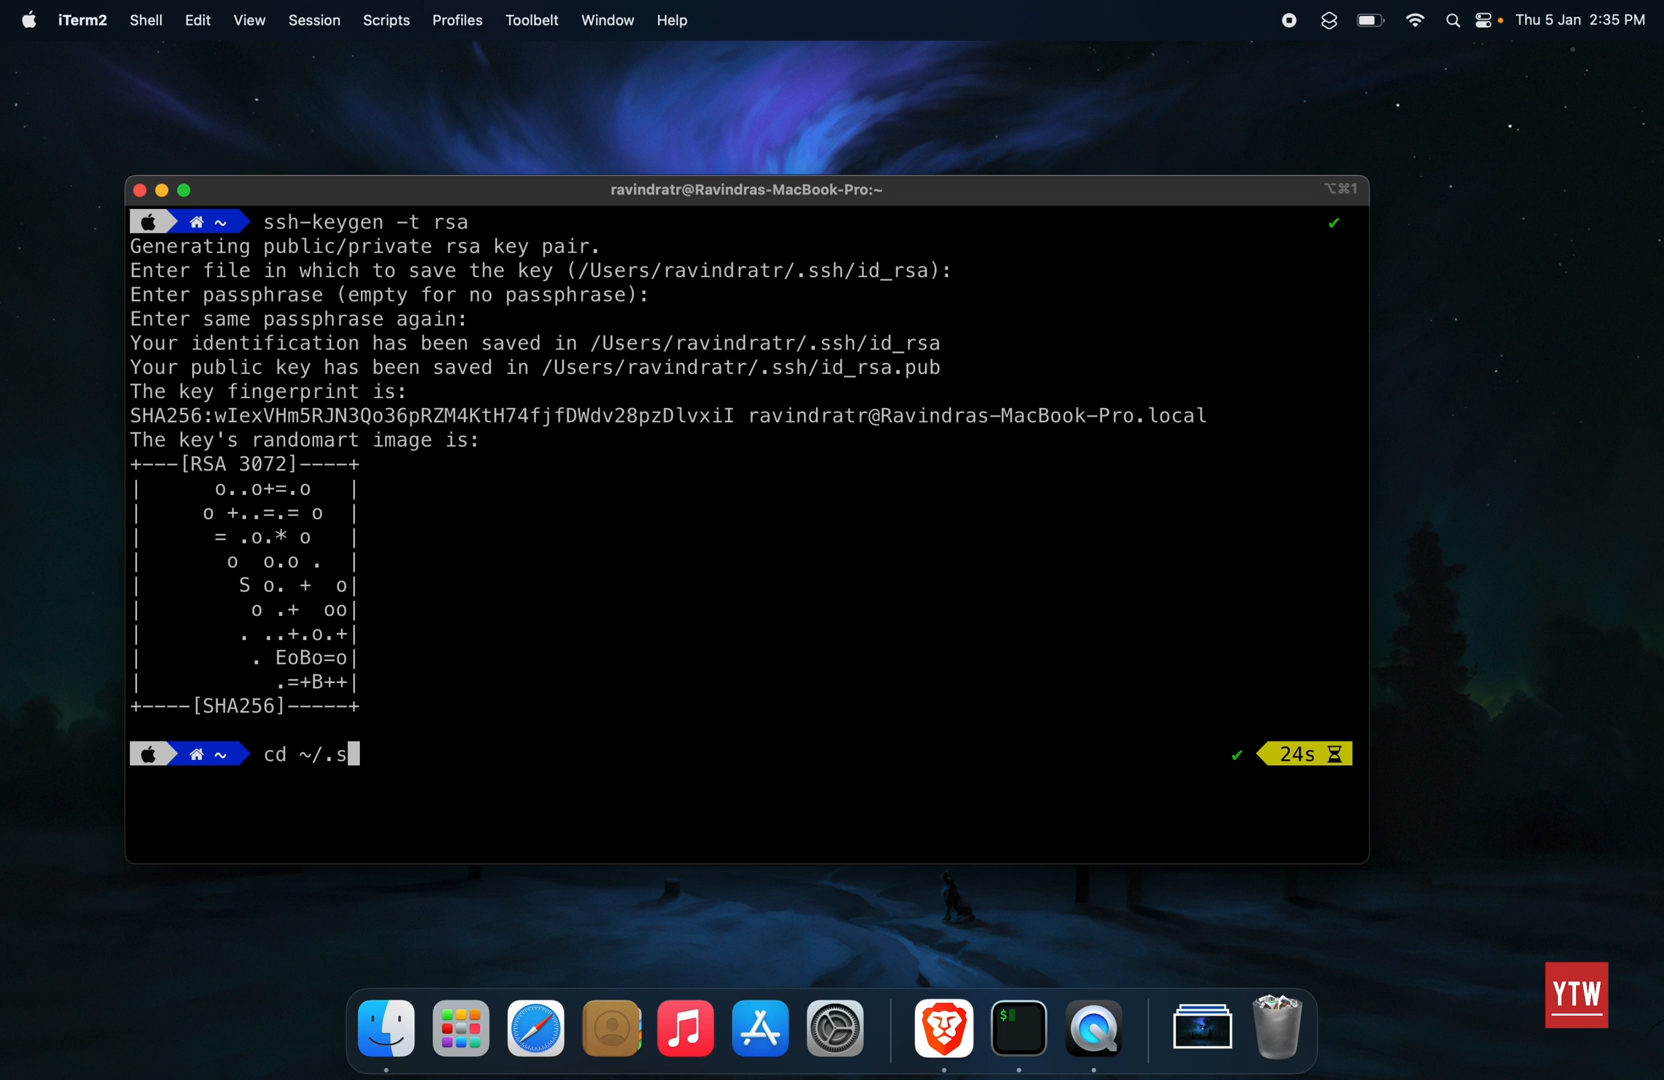 iTerm2 Shell Edit View Session Scripts Profiles Toolbelt Window Help Thu 5 Jan 2:35 PM
ravindratr@Ravindras-MacBook-Pro:~ ⌥⌘1
~ ssh-keygen -t rsa ✔
Generating public/private rsa key pair.
Enter file in which to save the key (/Users/ravindratr/.ssh/id_rsa):
Enter passphrase (empty for no passphrase):
Enter same passphrase again:
Your identification has been saved in /Users/ravindratr/.ssh/id_rsa
Your public key has been saved in /Users/ravindratr/.ssh/id_rsa.pub
The key fingerprint is:
SHA256:wIexVHm5RJN3Qo36pRZM4KtH74fjfDWdv28pzDlvxiI ravindratr@Ravindras-MacBook-Pro.local
The key's randomart image is:
+---[RSA 3072]----+
|      o..o+=.o   |
|     o +..=.= o  |
|      = .o.* o   |
|       o  o.o .  |
|        S o. +  o|
|         o .+  oo|
|        . ..+.o.+|
|         . EoBo=o|
|           .=+B++|
+----[SHA256]-----+
~ cd ~/.s ✔ 24s
$
YTW